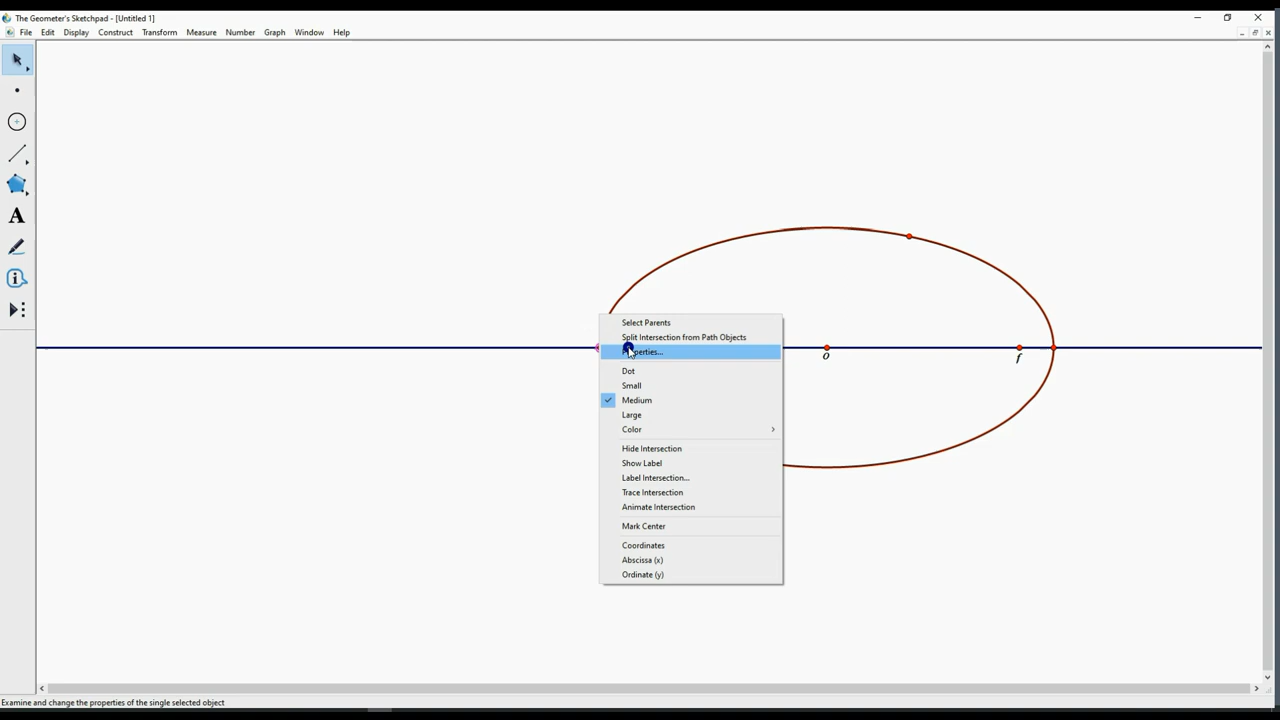 The Geometer's Sketchpad - [Untitled 1]
File Edit Display Construct Transform Measure Number Graph Window Help
A
Select Parents
Split Intersection from Path Objects
Properties...
Dot
Small
Medium
Large
Color
Hide Intersection
Show Label
Label Intersection...
Trace Intersection
Animate Intersection
Mark Center
Coordinates
Abscissa (x)
Ordinate (y)
o
f
Examine and change the properties of the single selected object